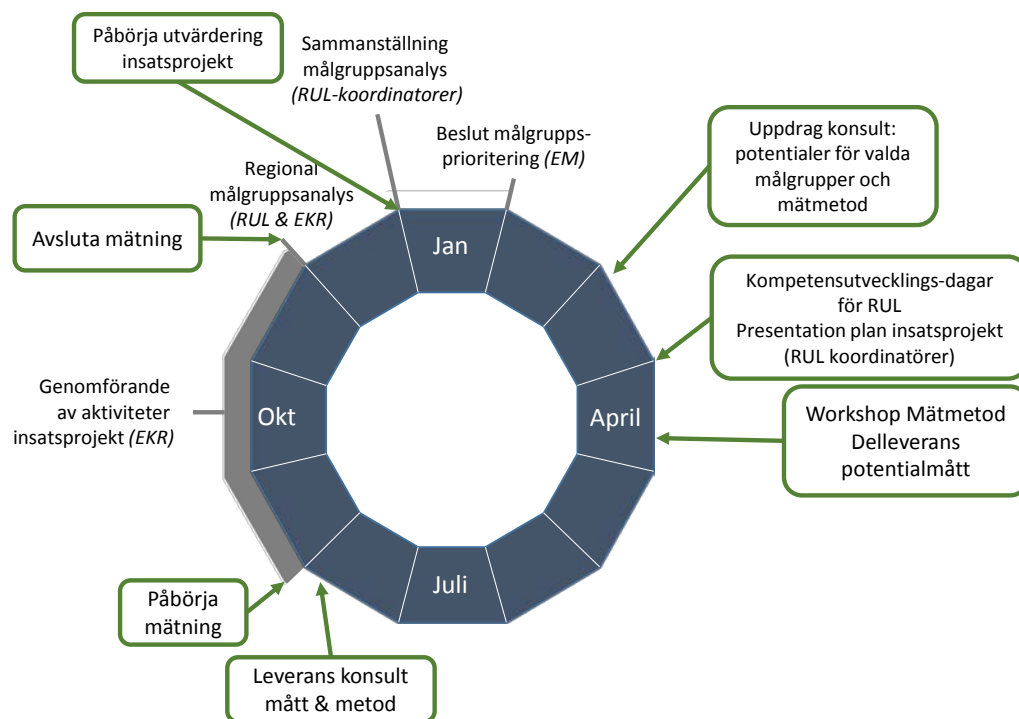 Påbörja utvärdering
insatsprojekt
Sammanställning
målgruppsanalys
(RUL-koordinatorer)
Beslut målgrupps-
prioritering (EM)
Uppdrag konsult:
potentialer för valda
målgrupper och
mätmetod
Regional
målgruppsanalys
(RUL & EKR)
Avsluta mätning
Jan
Kompetensutvecklings-dagar
för RUL
Presentation plan insatsprojekt
(RUL koordinatörer)
Genomförande
av aktiviteter
insatsprojekt (EKR)
Okt
April
Workshop Mätmetod
Delleverans
potentialmått
Juli
Påbörja
mätning
Leverans konsult
mått & metod